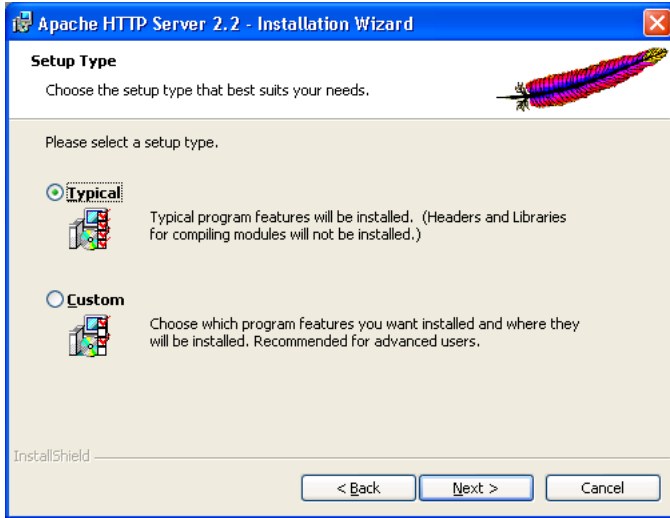 Apache HTTP Server 2.2 - Installation Wizard
Setup Type
Choose the setup type that best suits your needs.
Please select a setup type.
Typical
Typical program features will be installed. (Headers and Libraries
for compiling modules will not be installed.)
Custom
Choose which program features you want installed and where they
will be installed. Recommended for advanced users.
InstallShield
< Back Next > Cancel